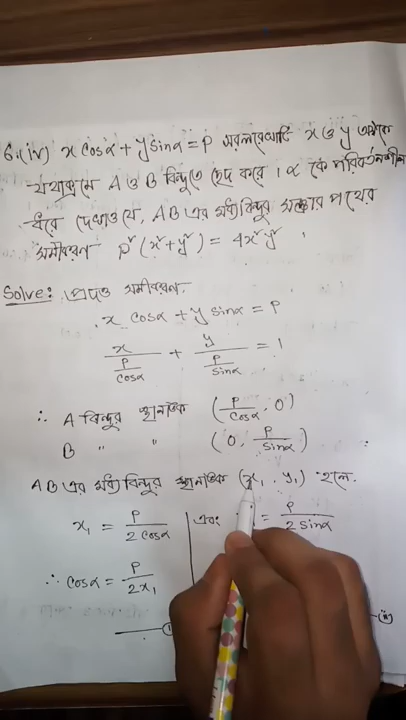 6.(iv) x cosα + y sinα = P সরলরেখাটি x ও y অক্ষকে
যথাক্রমে A ও B বিন্দুতে ছেদ করে । α কে পরিবর্তনশীল
ধরে দেখাও যে, AB এর মধ্যবিন্দুর সঞ্চার পথের
সমীকরণ P² (x²+y²) = 4x²y² ।
Solve: প্রদত্ত সমীকরণ,
x cosα + y sinα = P
x/(P/cosα) + y/(P/sinα) = 1
∴ A বিন্দুর স্থানাঙ্ক (P/cosα, 0)
B " " (0, P/sinα)
AB এর মধ্যবিন্দুর স্থানাঙ্ক (x₁, y₁) হলে,
x₁ = P/2cosα এবং = P/2sinα
∴ cosα = P/2x₁
(ii)